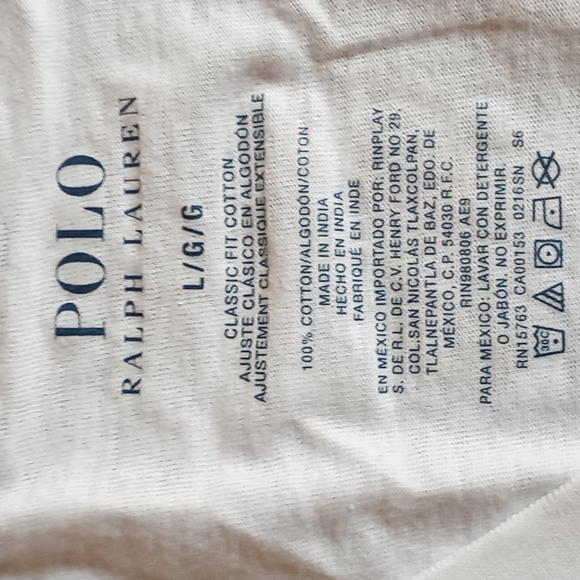 POLO
RALPH LAUREN
L/G/G
CLASSIC FIT COTTON
AJUSTE CLÁSICO EN ALGODÓN
AJUSTEMENT CLASSIQUE EXTENSIBLE
100% COTTON/ALGODÓN/COTON
MADE IN INDIA
HECHO EN INDIA
FABRIQUÉ EN INDE
EN MÉXICO IMPORTADO POR: RINPLAY
S. DE R.L. DE C.V. HENRY FORD NO 29,
COL.SAN NICOLÁS TLAXCOLPAN,
TLALNEPANTLA DE BAZ, EDO. DE
MÉXICO, C.P. 54030 R.F.C.
RIN980806 AE9
PARA MÉXICO: LAVAR CON DETERGENTE
O JABÓN. NO EXPRIMIR.
RN15763 CA00153 0216SN S6
30C